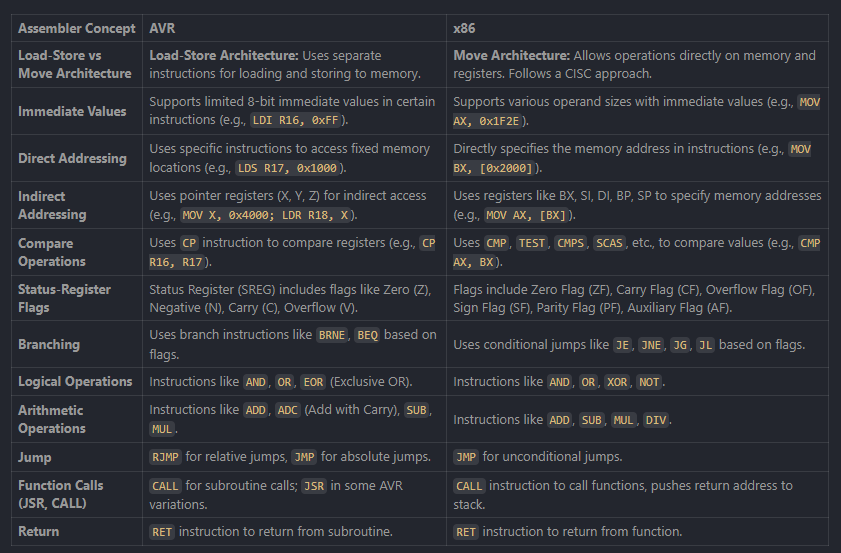 Assembler Concept AVR x86
Load-Store vs Load-Store Architecture: Uses separate Move Architecture: Allows operations directly on memory and
Move Architecture instructions for loading and storing to memory. registers. Follows a CISC approach.
Immediate Values
Supports limited 8-bit immediate values in certain
instructions (e.g., LDI R16, 0xFF).
Supports various operand sizes with immediate values (e.g., MOV
AX, 0x1F2E).
Direct Addressing
Uses specific instructions to access fixed memory
locations (e.g., LDS R17, 0x1000).
Directly specifies the memory address in instructions (e.g., MOV
BX, [0x2000]).
Indirect
Addressing
Uses pointer registers (X, Y, Z) for indirect access
(e.g., MOV X, 0x4000; LDR R18, X).
Uses registers like BX, SI, DI, BP, SP to specify memory addresses
(e.g., MOV AX, [BX]).
Compare
Operations
Uses CP instruction to compare registers (e.g., CP
R16, R17).
Uses CMP, TEST, CMPS, SCAS, etc., to compare values (e.g., CMP
AX, BX).
Status-Register
Flags
Status Register (SREG) includes flags like Zero (Z),
Negative (N), Carry (C), Overflow (V).
Flags include Zero Flag (ZF), Carry Flag (CF), Overflow Flag (OF),
Sign Flag (SF), Parity Flag (PF), Auxiliary Flag (AF).
Branching
Uses branch instructions like BRNE, BEQ based on
flags.
Uses conditional jumps like JE, JNE, JG, JL based on flags.
Logical Operations
Instructions like AND, OR, EOR (Exclusive OR).
Instructions like AND, OR, XOR, NOT.
Arithmetic
Operations
Instructions like ADD, ADC (Add with Carry), SUB,
MUL.
Instructions like ADD, SUB, MUL, DIV.
Jump
RJMP for relative jumps, JMP for absolute jumps.
JMP for unconditional jumps.
Function Calls
(JSR, CALL)
CALL for subroutine calls; JSR in some AVR
variations.
CALL instruction to call functions, pushes return address to
stack.
Return
RET instruction to return from subroutine.
RET instruction to return from function.